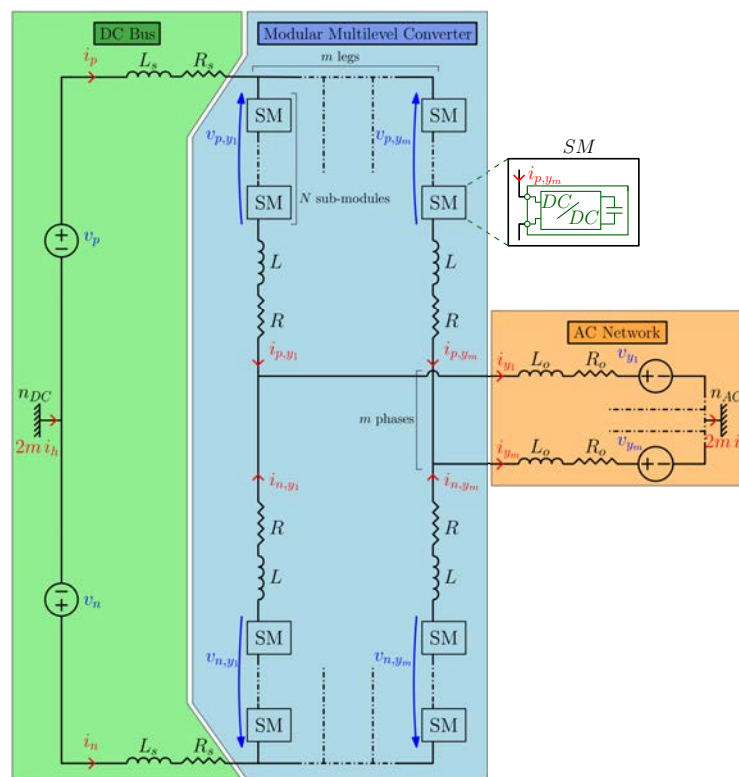 DC Bus
Modular Multilevel Converter
i_p
L_s
R_s
m legs
SM
SM
v_{p,y_1}
v_{p,y_m}
SM
i_{p,y_m}
DC
DC
SM
SM
N sub-modules
v_p
L
L
R
R
AC Network
i_{p,y_1}
i_{p,y_m}
i_{y_1}
L_o
R_o
v_{y_1}
n_{DC}
n_{AC}
m phases
2m i_h
2m i
i_{y_m}
L_o
R_o
v_{y_m}
i_{n,y_1}
i_{n,y_m}
R
R
L
L
v_n
SM
SM
v_{n,y_1}
v_{n,y_m}
SM
SM
i_n
L_s
R_s